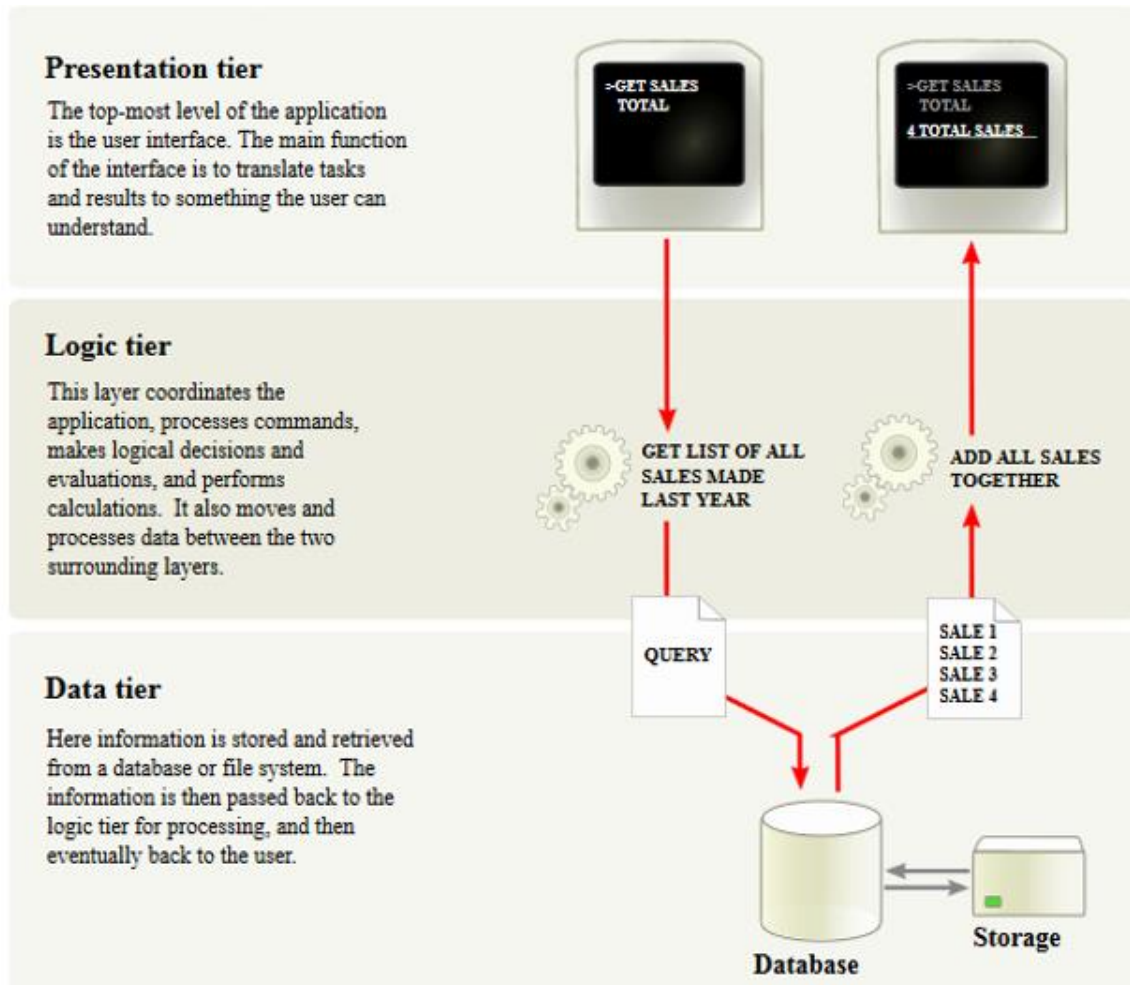 Presentation tier
The top-most level of the application
is the user interface. The main function
of the interface is to translate tasks
and results to something the user can
understand.
>GET SALES
TOTAL
>GET SALES
TOTAL
4 TOTAL SALES
Logic tier
This layer coordinates the
application, processes commands,
makes logical decisions and
evaluations, and performs
calculations.  It also moves and
processes data between the two
surrounding layers.
GET LIST OF ALL
SALES MADE
LAST YEAR
ADD ALL SALES
TOGETHER
QUERY
SALE 1
SALE 2
SALE 3
SALE 4
Data tier
Here information is stored and retrieved
from a database or file system.  The
information is then passed back to the
logic tier for processing, and then
eventually back to the user.
Database
Storage